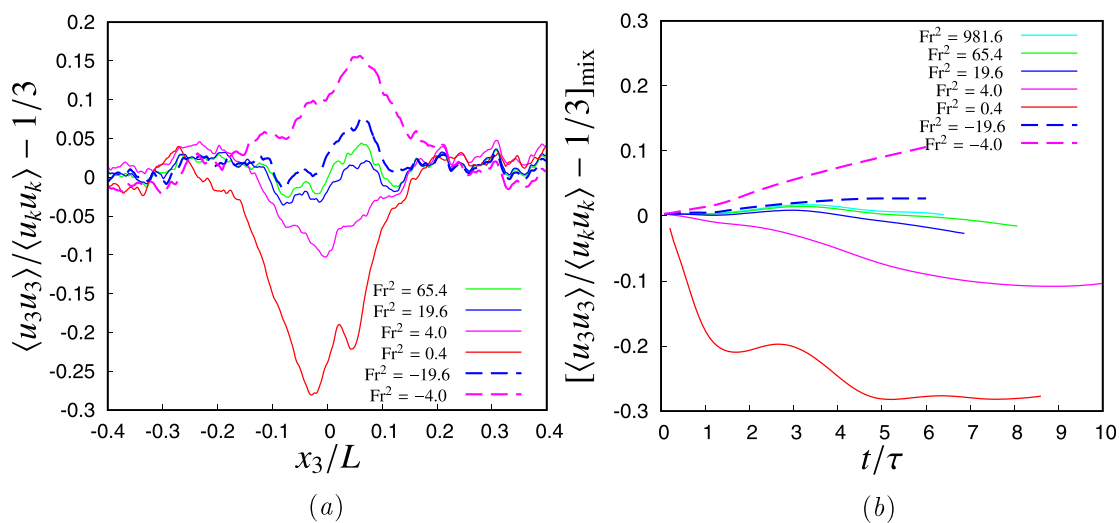 0.2
0.15
0.1
0.05
0
-0.05
-0.1
-0.15
-0.2
-0.25
-0.3
⟨u₃u₃⟩/⟨uₖuₖ⟩ − 1/3
Fr² = 65.4
Fr² = 19.6
Fr² = 4.0
Fr² = 0.4
Fr² = −19.6
Fr² = −4.0
-0.4 -0.3 -0.2 -0.1 0 0.1 0.2 0.3 0.4
x₃/L
(a)
0.3
0.2
0.1
0
-0.1
-0.2
-0.3
[⟨u₃u₃⟩/⟨uₖuₖ⟩ − 1/3]mix
Fr² = 981.6
Fr² = 65.4
Fr² = 19.6
Fr² = 4.0
Fr² = 0.4
Fr² = −19.6
Fr² = −4.0
0 1 2 3 4 5 6 7 8 9 10
t/τ
(b)